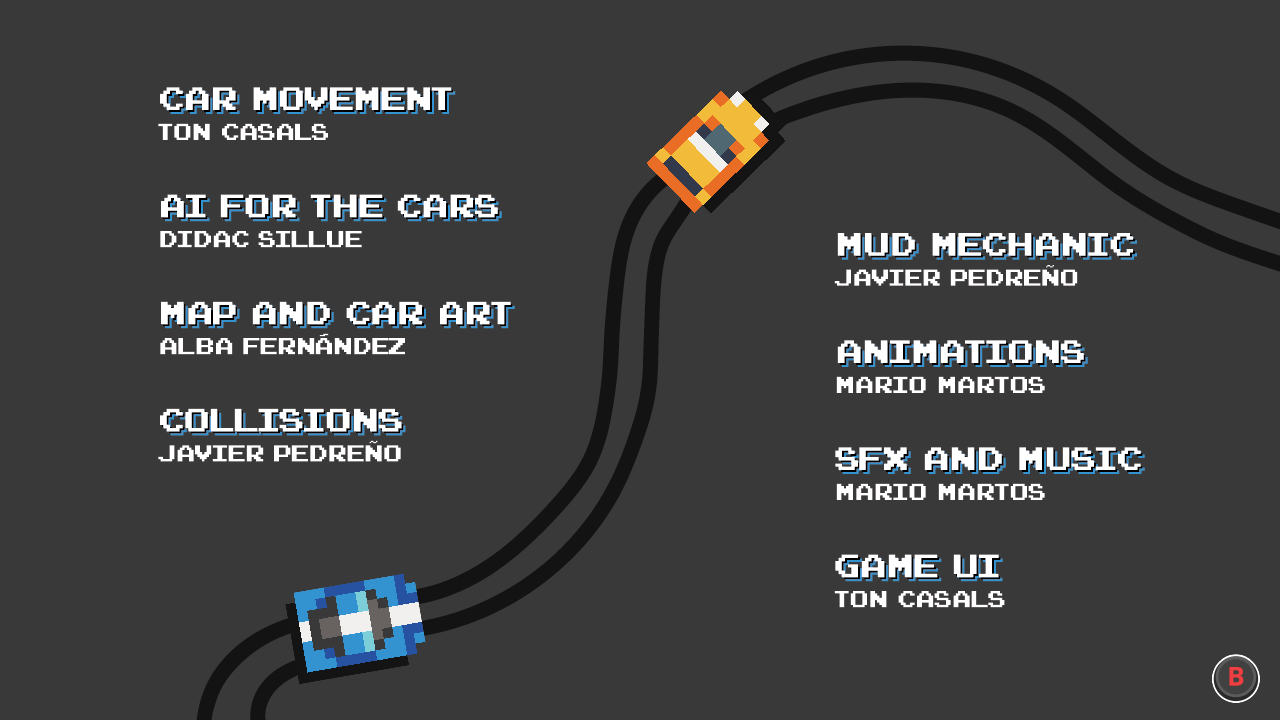 CAR MOVEMENT
TON CASALS
AI FOR THE CARS
DIDAC SILLUE
MAP AND CAR ART
ALBA FERNÁNDEZ
COLLISIONS
JAVIER PEDREÑO
MUD MECHANIC
JAVIER PEDREÑO
ANIMATIONS
MARIO MARTOS
SFX AND MUSIC
MARIO MARTOS
GAME UI
TON CASALS
B